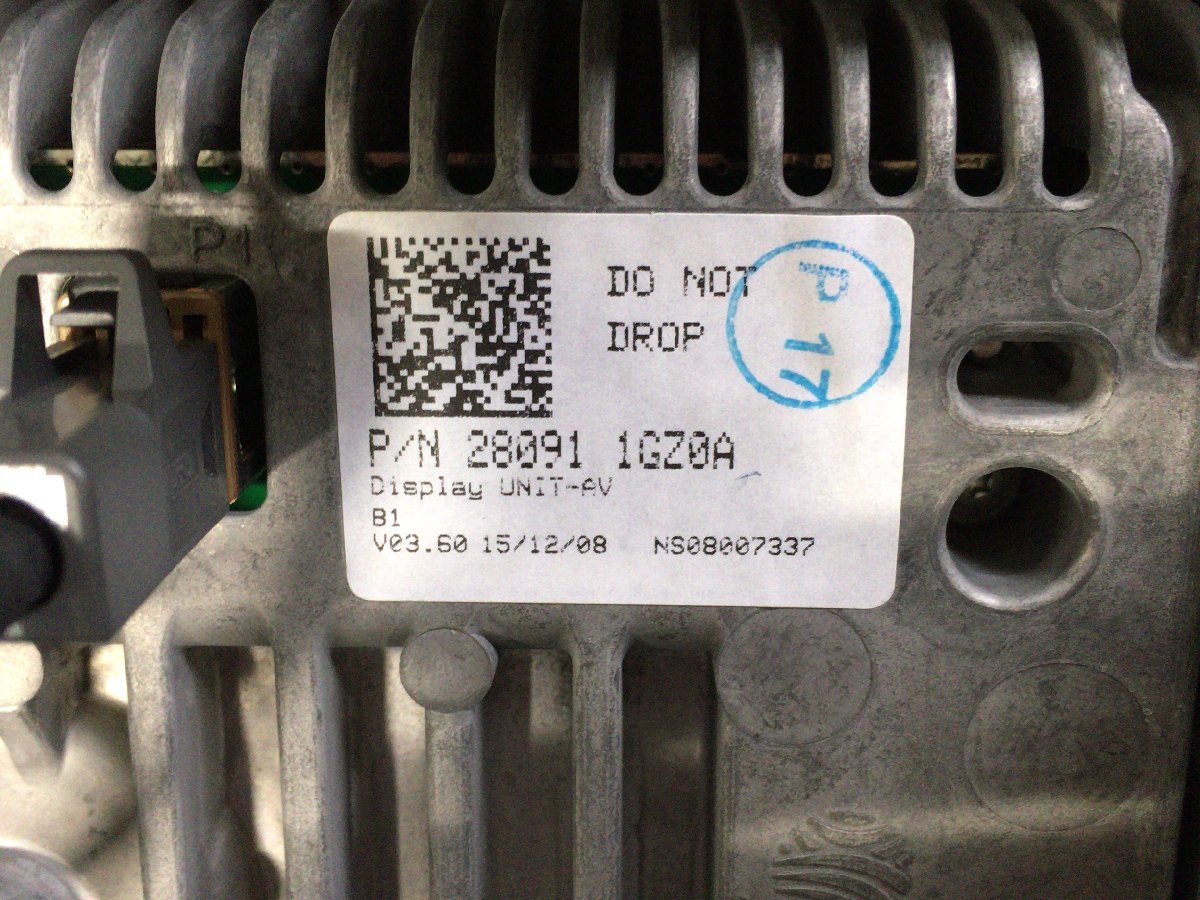 P1
DO NOT
DROP
P 17
P/N 28091 1GZ0A
Display UNIT-AV
B1
V03.60 15/12/08 NS08007337